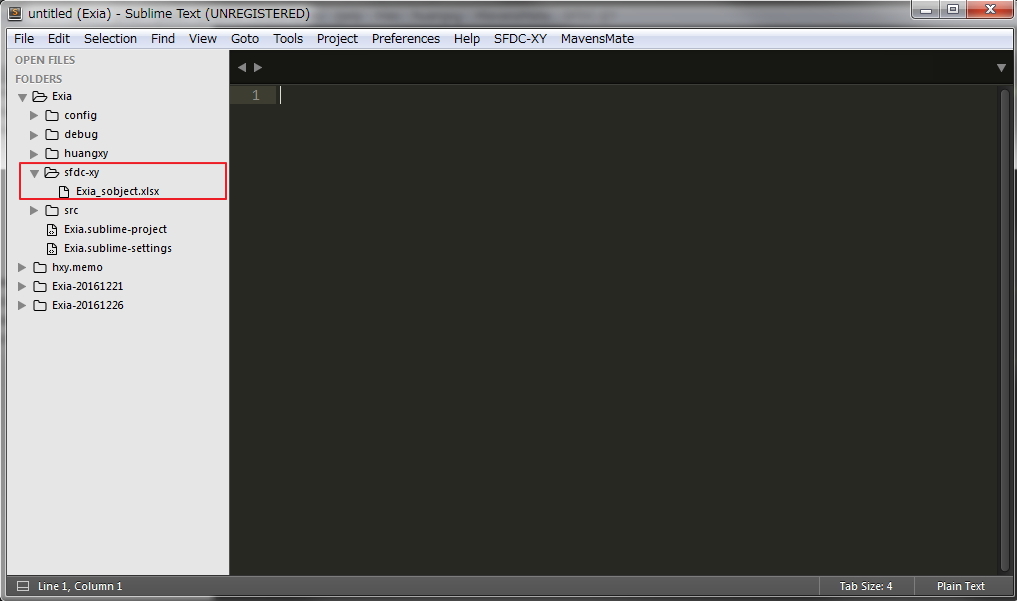 untitled (Exia) - Sublime Text (UNREGISTERED)
File Edit Selection Find View Goto Tools Project Preferences Help SFDC-XY MavensMate
OPEN FILES
FOLDERS
Exia
config
debug
huangxy
sfdc-xy
Exia_sobject.xlsx
src
Exia.sublime-project
Exia.sublime-settings
hxy.memo
Exia-20161221
Exia-20161226
1
Line 1, Column 1
Tab Size: 4
Plain Text